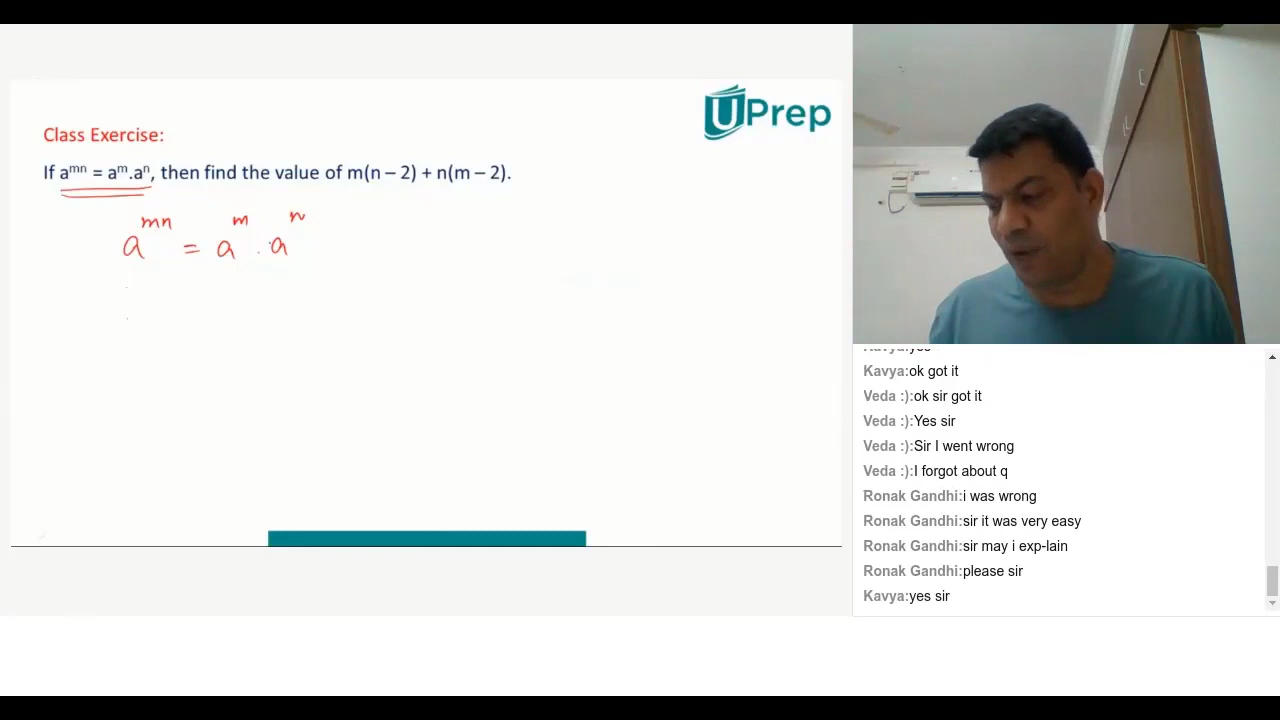 UPrep
Class Exercise:
If aᵐⁿ = aᵐ.aⁿ, then find the value of m(n – 2) + n(m – 2).
aᵐⁿ = aᵐ . aⁿ
Kavya:yes
Kavya:ok got it
Veda :):ok sir got it
Veda :):Yes sir
Veda :):Sir I went wrong
Veda :):I forgot about q
Ronak Gandhi:i was wrong
Ronak Gandhi:sir it was very easy
Ronak Gandhi:sir may i exp-lain
Ronak Gandhi:please sir
Kavya:yes sir